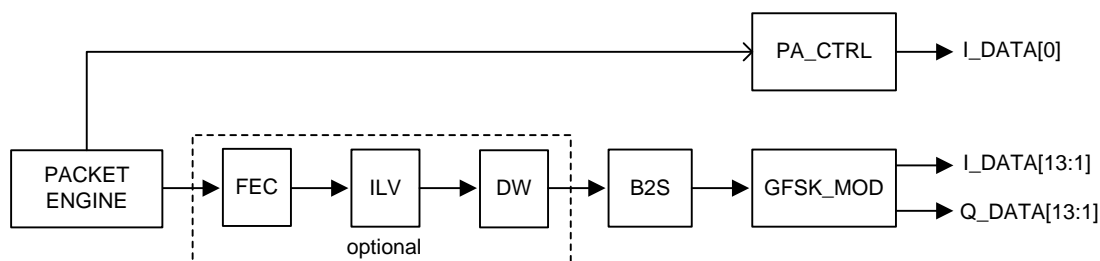 PA_CTRL
I_DATA[0]
PACKET
ENGINE
FEC
ILV
DW
optional
B2S
GFSK_MOD
I_DATA[13:1]
Q_DATA[13:1]